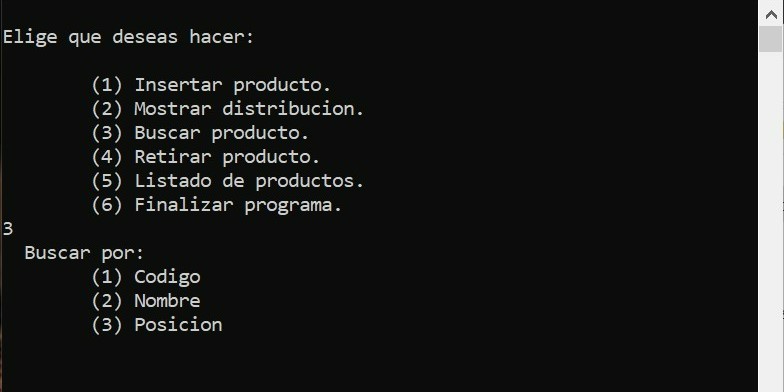 Elige que deseas hacer:
(1) Insertar producto.
(2) Mostrar distribucion.
(3) Buscar producto.
(4) Retirar producto.
(5) Listado de productos.
(6) Finalizar programa.
3
Buscar por:
(1) Codigo
(2) Nombre
(3) Posicion